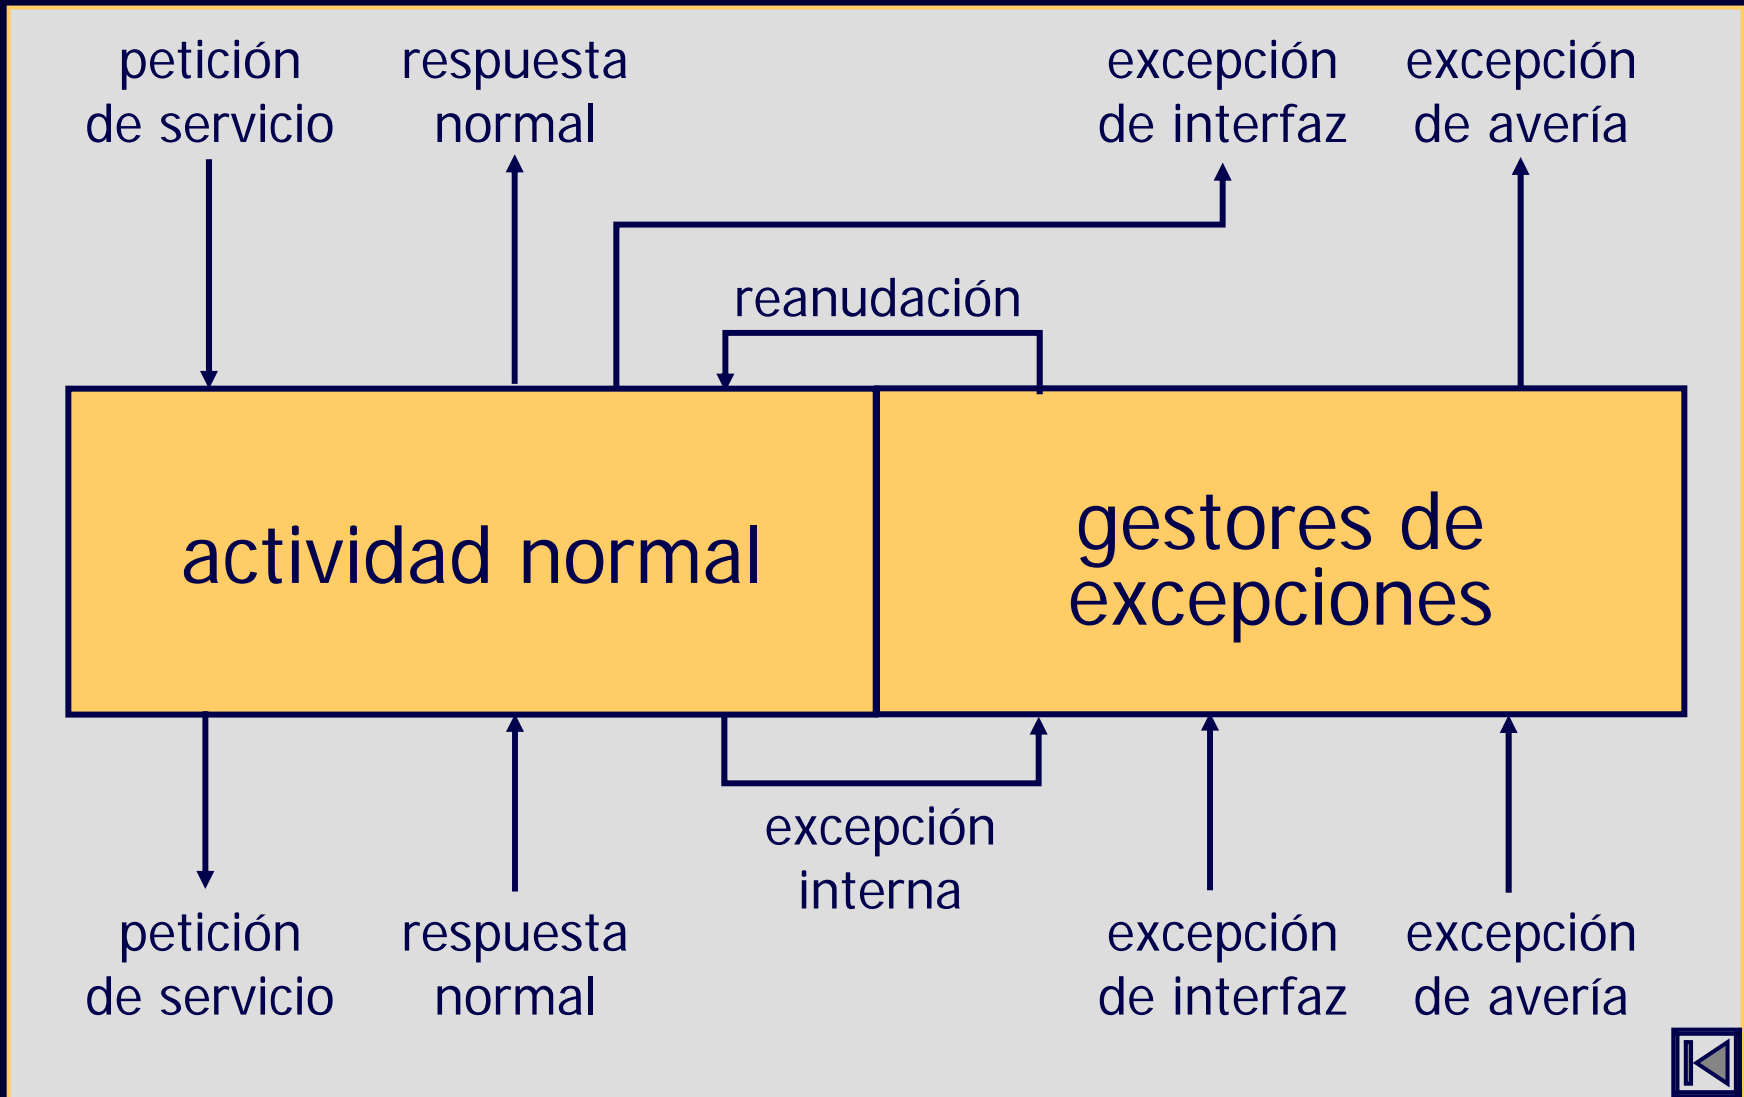 petición
de servicio
respuesta
normal
excepción
de interfaz
excepción
de avería
reanudación
actividad normal
gestores de
excepciones
excepción
interna
petición
de servicio
respuesta
normal
excepción
de interfaz
excepción
de avería